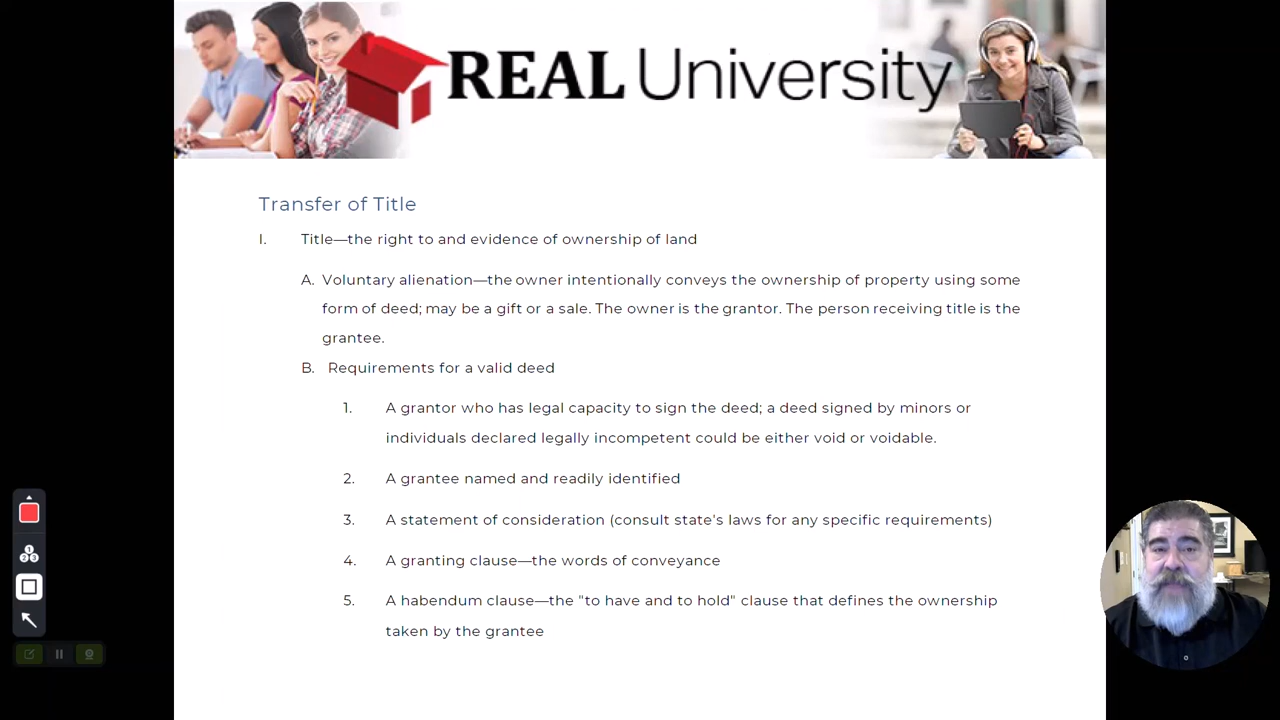 REAL University
Transfer of Title
I. Title—the right to and evidence of ownership of land
A. Voluntary alienation—the owner intentionally conveys the ownership of property using some
form of deed; may be a gift or a sale. The owner is the grantor. The person receiving title is the
grantee.
B. Requirements for a valid deed
1. A grantor who has legal capacity to sign the deed; a deed signed by minors or
individuals declared legally incompetent could be either void or voidable.
2. A grantee named and readily identified
3. A statement of consideration (consult state's laws for any specific requirements)
4. A granting clause—the words of conveyance
5. A habendum clause—the "to have and to hold" clause that defines the ownership
taken by the grantee